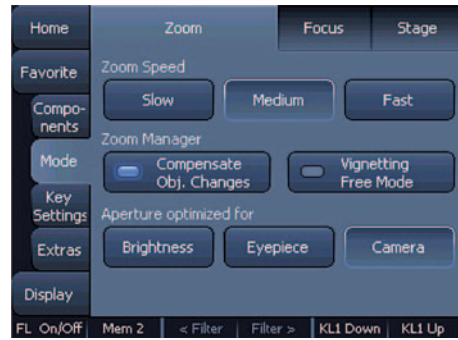 Home
Zoom
Focus
Stage
Favorite
Compo-
nents
Mode
Key
Settings
Extras
Display
Zoom Speed
Slow
Medium
Fast
Zoom Manager
Compensate
Obj. Changes
Vignetting
Free Mode
Aperture optimized for
Brightness
Eyepiece
Camera
FL On/Off
Mem 2
< Filter
Filter >
KL1 Down
KL1 Up